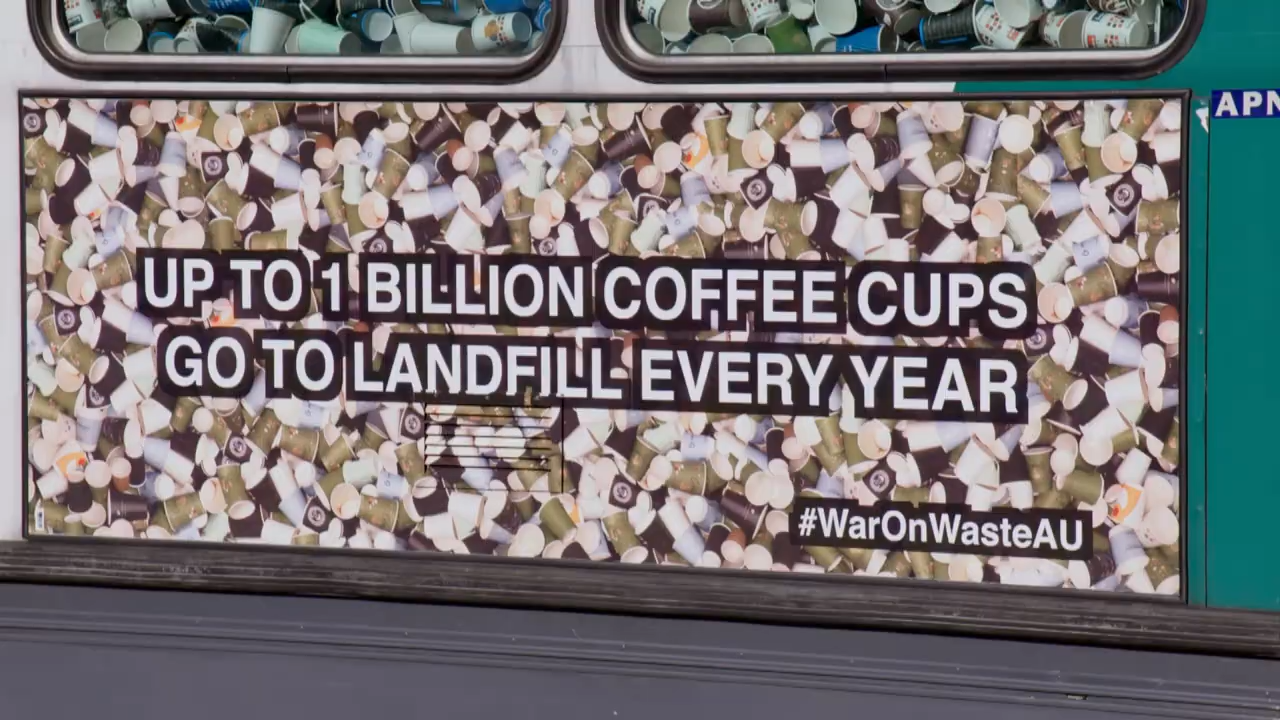 APN
UP TO 1 BILLION COFFEE CUPS
GO TO LANDFILL EVERY YEAR
#WarOnWasteAU